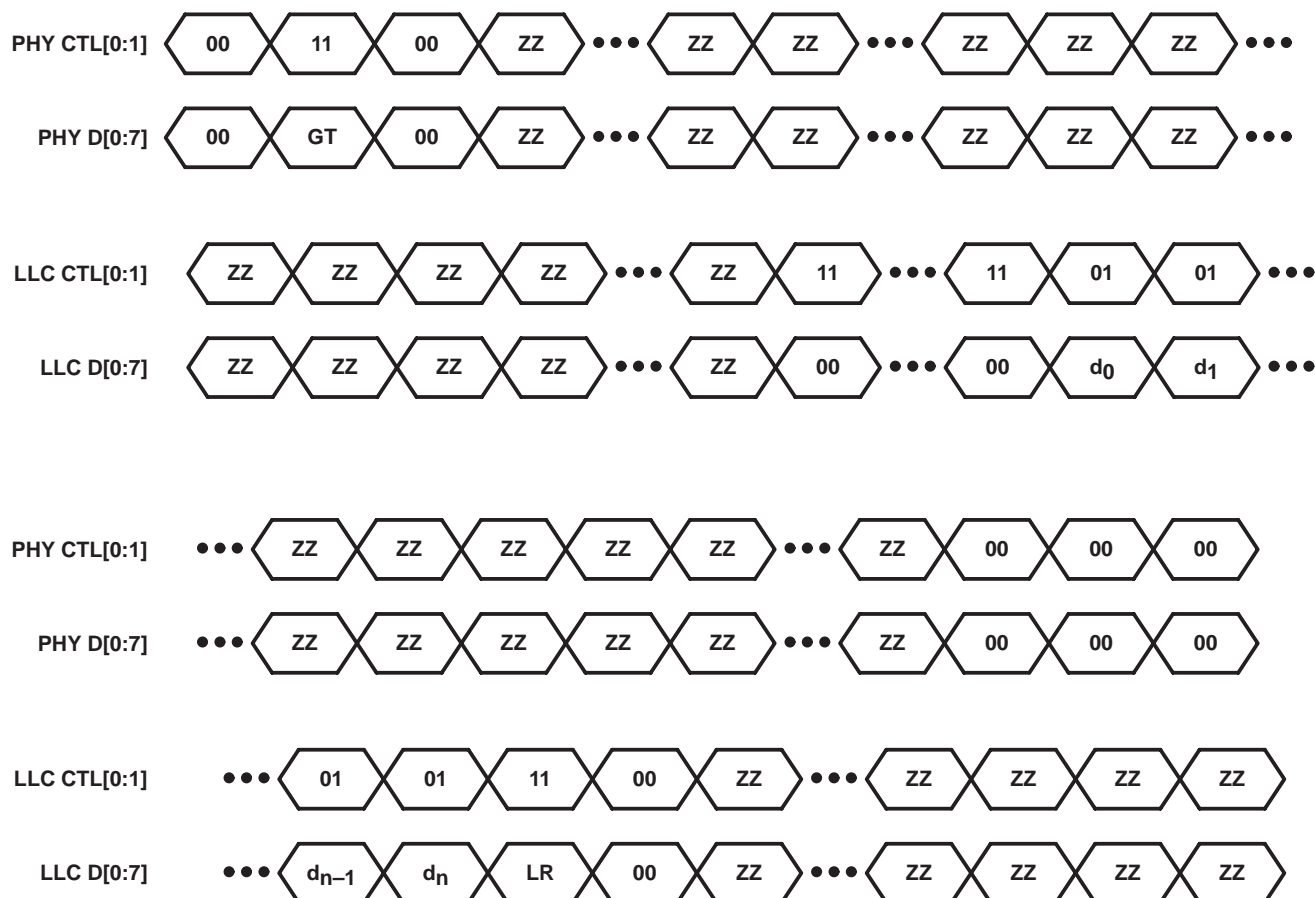 PHY CTL[0:1] 00 11 00 ZZ ZZ ZZ ZZ ZZ ZZ
PHY D[0:7] 00 GT 00 ZZ ZZ ZZ ZZ ZZ ZZ
LLC CTL[0:1] ZZ ZZ ZZ ZZ ZZ 11 11 01 01
LLC D[0:7] ZZ ZZ ZZ ZZ ZZ 00 00 d0 d1
PHY CTL[0:1] ZZ ZZ ZZ ZZ ZZ ZZ 00 00 00
PHY D[0:7] ZZ ZZ ZZ ZZ ZZ ZZ 00 00 00
LLC CTL[0:1] 01 01 11 00 ZZ ZZ ZZ ZZ ZZ
LLC D[0:7] dn–1 dn LR 00 ZZ ZZ ZZ ZZ ZZ